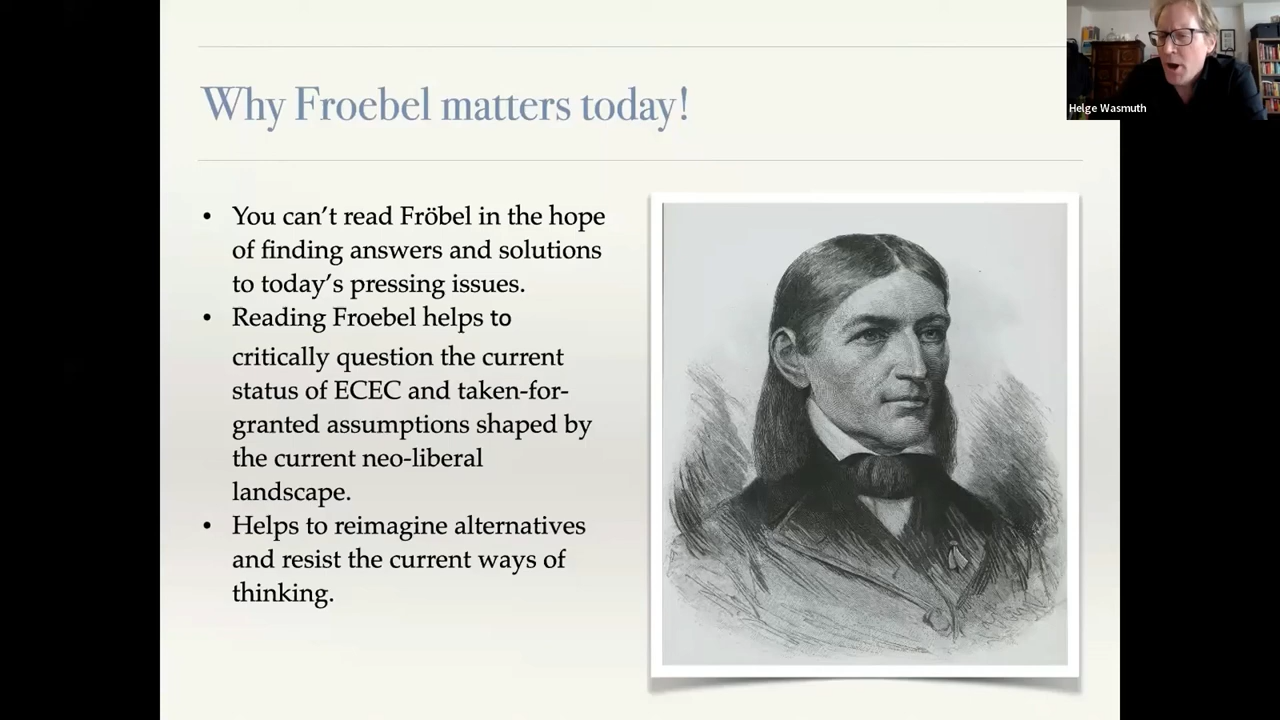 Why Froebel matters today!
Helge Wasmuth
• You can't read Fröbel in the hope
of finding answers and solutions
to today's pressing issues.
• Reading Froebel helps to
critically question the current
status of ECEC and taken-for-
granted assumptions shaped by
the current neo-liberal
landscape.
• Helps to reimagine alternatives
and resist the current ways of
thinking.